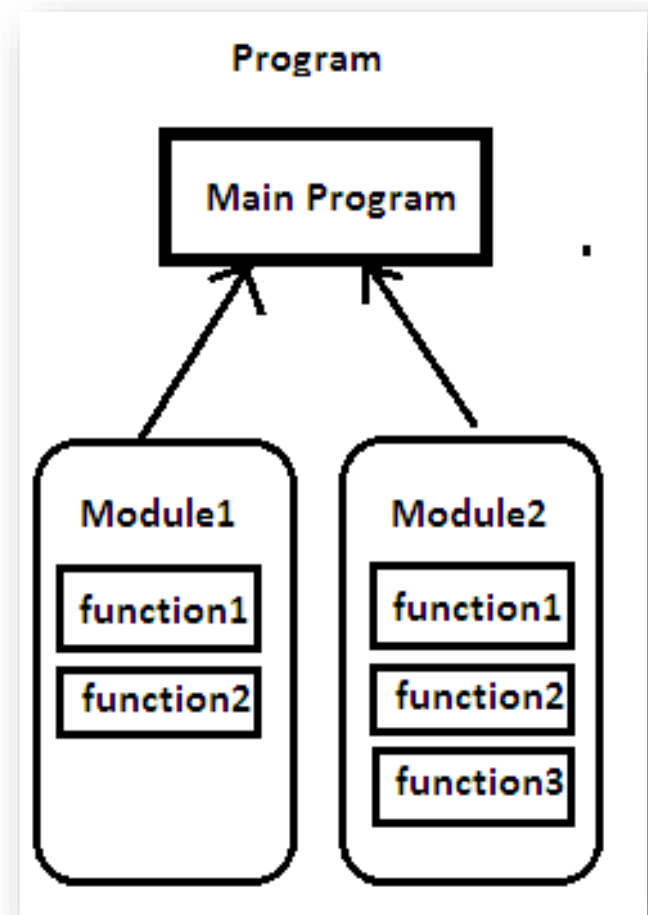 Program
Main Program
Module1
function1
function2
Module2
function1
function2
function3